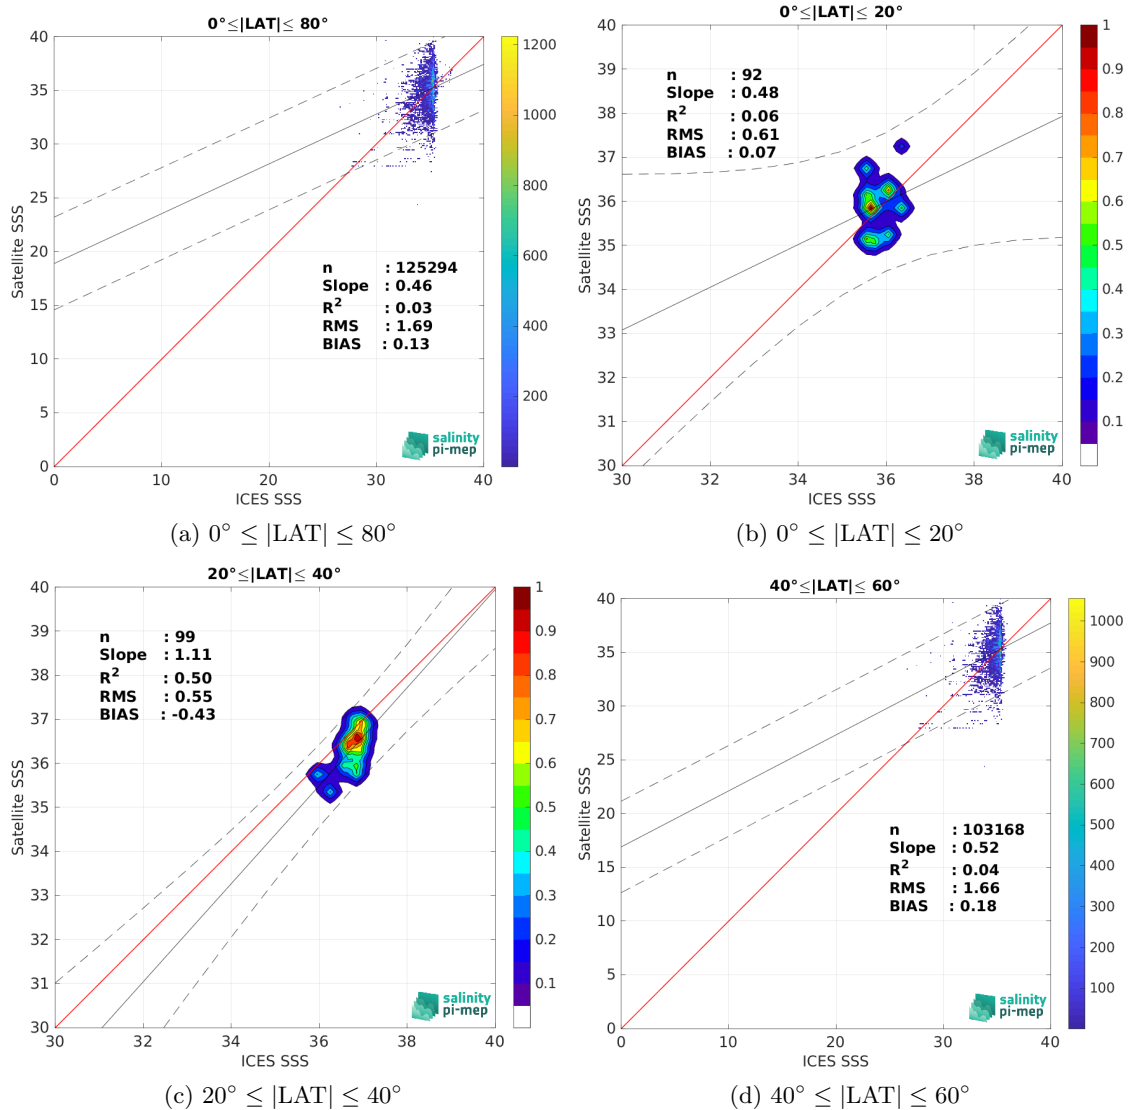 0°≤|LAT|≤ 80°
Satellite SSS
40
35
30
25
20
15
10
5
0
n : 125294
Slope : 0.46
R2 : 0.03
RMS : 1.69
BIAS : 0.13
salinity
pi-mep
0 10 20 30 40
ICES SSS
1200
1000
800
600
400
200
(a) 0° ≤ |LAT| ≤ 80°
0°≤|LAT|≤ 20°
Satellite SSS
40
39
38
37
36
35
34
33
32
31
30
n : 92
Slope : 0.48
R2 : 0.06
RMS : 0.61
BIAS : 0.07
salinity
pi-mep
30 32 34 36 38 40
ICES SSS
1
0.9
0.8
0.7
0.6
0.5
0.4
0.3
0.2
0.1
(b) 0° ≤ |LAT| ≤ 20°
20°≤|LAT|≤ 40°
Satellite SSS
40
39
38
37
36
35
34
33
32
31
30
n : 99
Slope : 1.11
R2 : 0.50
RMS : 0.55
BIAS : -0.43
salinity
pi-mep
30 32 34 36 38 40
ICES SSS
1
0.9
0.8
0.7
0.6
0.5
0.4
0.3
0.2
0.1
(c) 20° ≤ |LAT| ≤ 40°
40°≤|LAT|≤ 60°
Satellite SSS
40
35
30
25
20
15
10
5
0
n : 103168
Slope : 0.52
R2 : 0.04
RMS : 1.66
BIAS : 0.18
salinity
pi-mep
0 10 20 30 40
ICES SSS
1000
900
800
700
600
500
400
300
200
100
(d) 40° ≤ |LAT| ≤ 60°